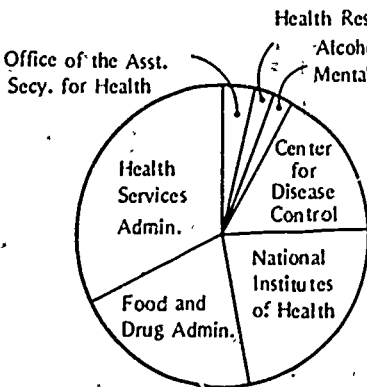 Health Res
Office of the Asst.
Secy. for Health
Alcoho
Mental
Health
Services
Admin.
Center
for
Disease
Control
National
Institutes
of Health
Food and
Drug Admin.